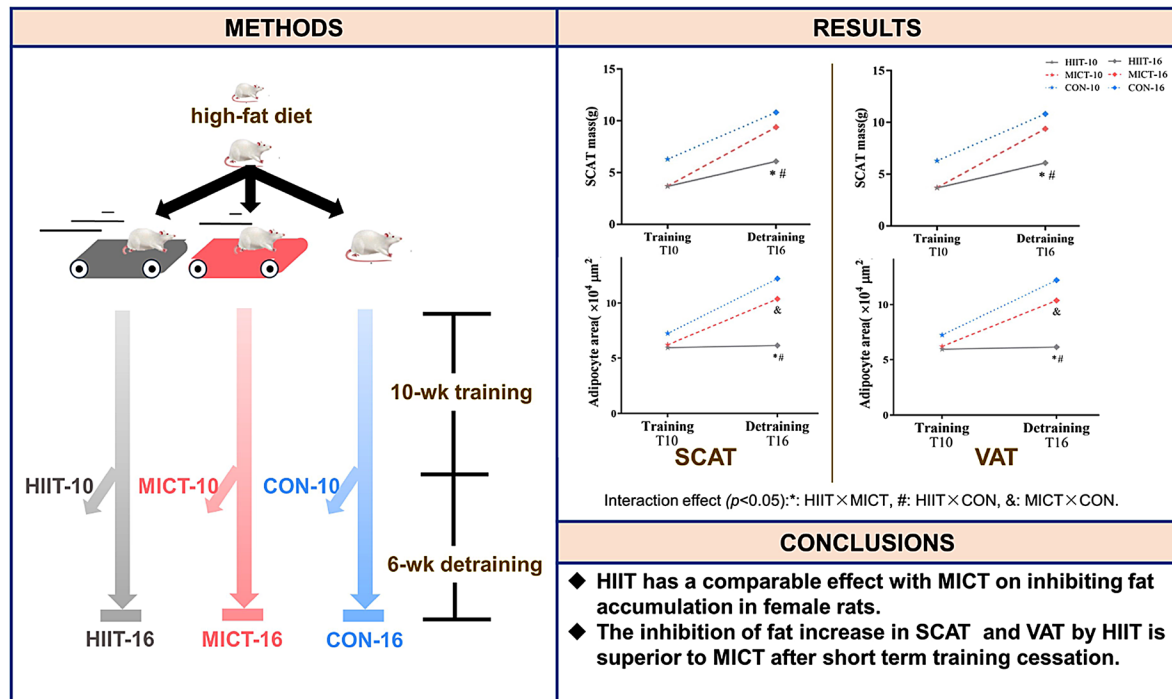 METHODS
high-fat diet
10-wk training
HIIT-10
MICT-10
CON-10
6-wk detraining
HIIT-16
MICT-16
CON-16
RESULTS
HIIT-10
HIIT-16
MICT-10
MICT-16
CON-10
CON-16
SCAT mass(g)
15
10
5
0
Training
T10
Detraining
T16
* #
SCAT mass(g)
15
10
5
0
Training
T10
Detraining
T16
* #
Adipocyte area( ×10⁴ μm²
10
5
0
&
*#
Training
T10
Detraining
T16
SCAT
Adipocyte area( ×10⁴ μm²
10
5
0
&
*#
Training
T10
Detraining
T16
VAT
Interaction effect (p<0.05):*: HIIT×MICT, #: HIIT×CON, &: MICT×CON.
CONCLUSIONS
◆ HIIT has a comparable effect with MICT on inhibiting fat
accumulation in female rats.
◆ The inhibition of fat increase in SCAT and VAT by HIIT is
superior to MICT after short term training cessation.